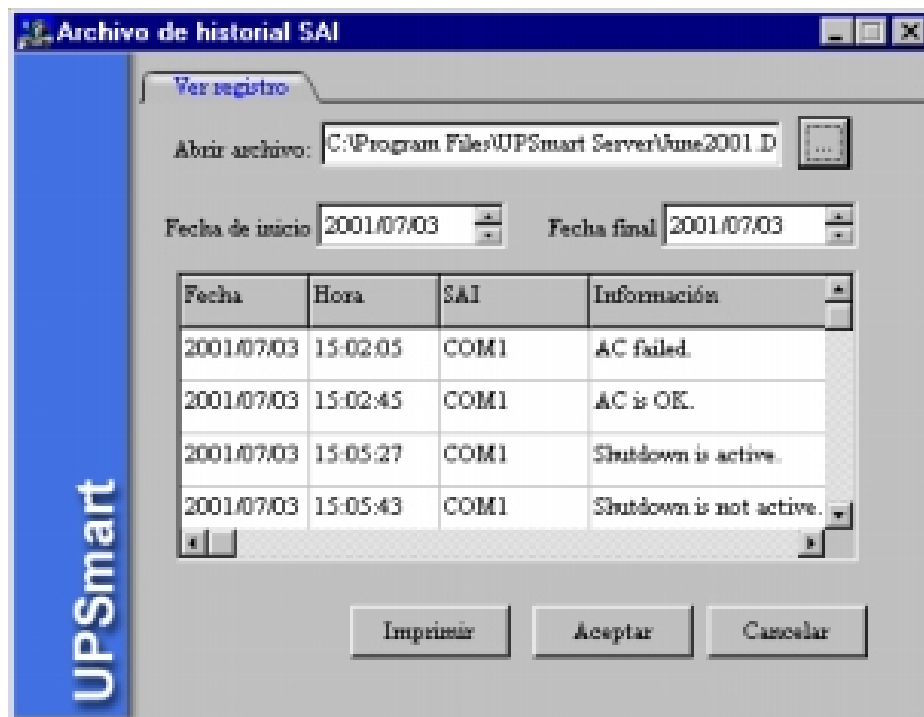 Archivo de historial SAI
Ver registro
Abrir archivo: C:\Program Files\UPSmart Server\June2001.D ...
Fecha de inicio 2001/07/03 Fecha final 2001/07/03
Fecha Hora SAI Información
2001/07/03 15:02:05 COM1 AC failed.
2001/07/03 15:02:45 COM1 AC is OK.
2001/07/03 15:05:27 COM1 Shutdown is active.
2001/07/03 15:05:43 COM1 Shutdown is not active.
Imprimir Aceptar Cancelar
UPSmart